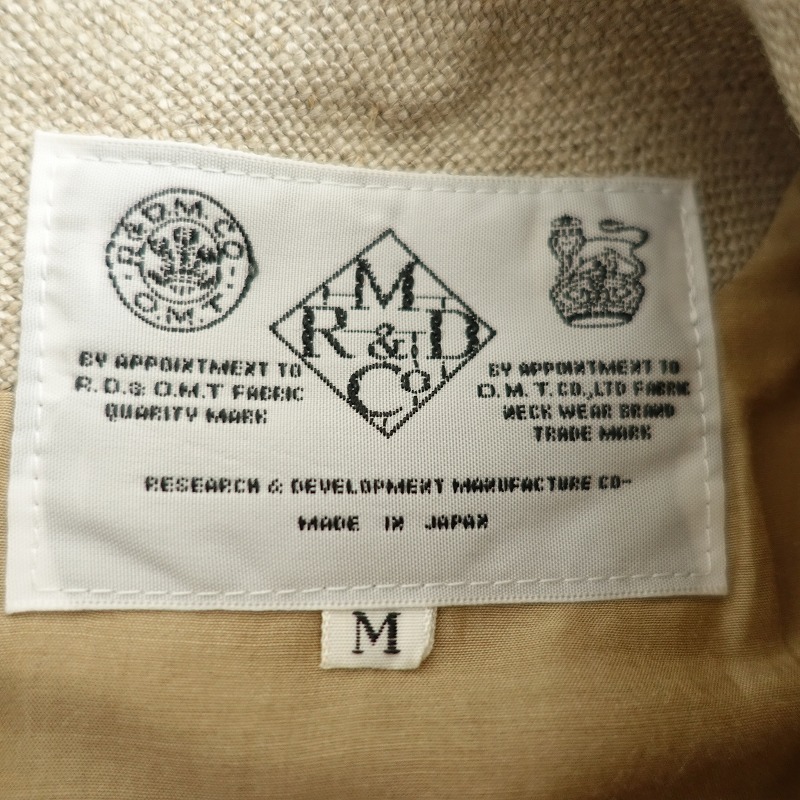 R.&D.M.CO-
O.M.T.
M
R & D
Co
BY APPOINTMENT TO
R.D.& O.M.T FABRIC
QUARITY MARK
BY APPOINTMENT TO
O.M.T.CO.,LTD FABRIC
NECK WEAR BRAND
TRADE MARK
RESEARCH & DEVELOPMENT MANUFACTURE CO-
MADE IN JAPAN
M